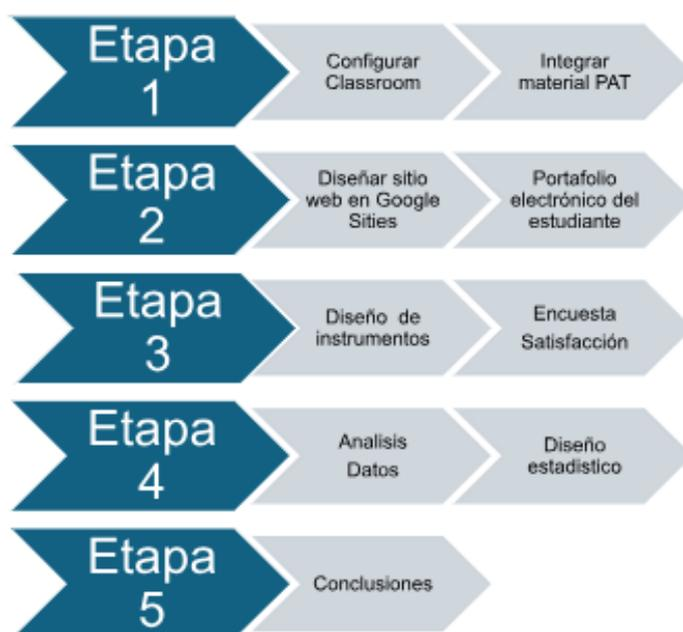 Etapa
1
Configurar
Classroom
Integrar
material PAT
Etapa
2
Diseñar sitio
web en Google
Sities
Portafolio
electrónico del
estudiante
Etapa
3
Diseño de
instrumentos
Encuesta
Satisfacción
Etapa
4
Analisis
Datos
Diseño
estadistico
Etapa
5
Conclusiones